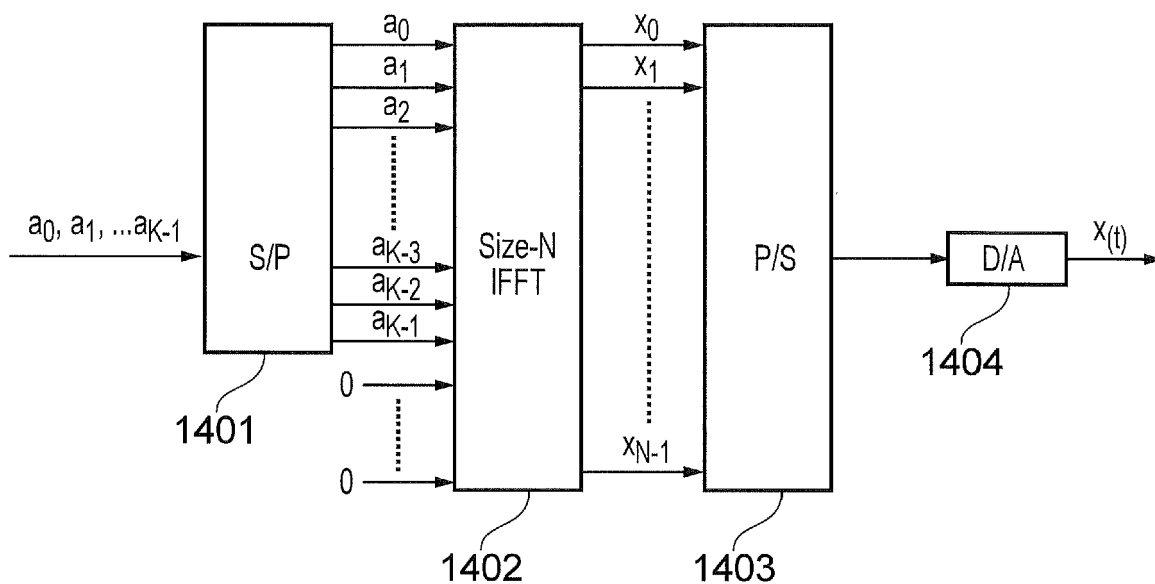 a0 x0
a1 x1
a2
a0, a1, ...aK-1
S/P
aK-3
aK-2
aK-1
Size-N
IFFT
P/S
D/A
x(t)
0
0
xN-1
1401
1402
1403
1404